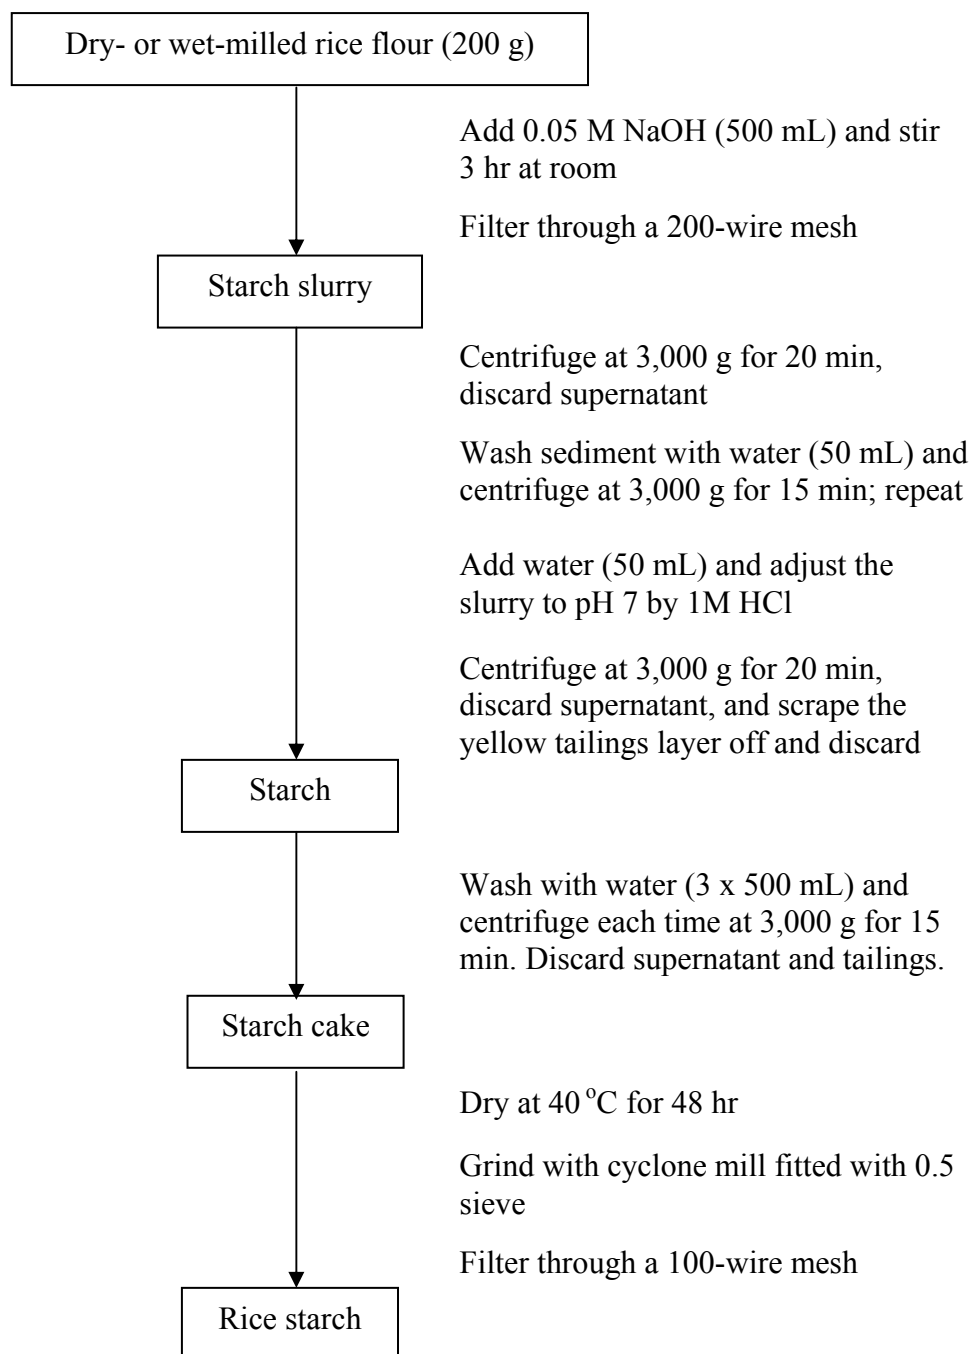 Dry- or wet-milled rice flour (200 g)
Add 0.05 M NaOH (500 mL) and stir
3 hr at room
Filter through a 200-wire mesh
Starch slurry
Centrifuge at 3,000 g for 20 min,
discard supernatant
Wash sediment with water (50 mL) and
centrifuge at 3,000 g for 15 min; repeat
Add water (50 mL) and adjust the
slurry to pH 7 by 1M HCl
Centrifuge at 3,000 g for 20 min,
discard supernatant, and scrape the
yellow tailings layer off and discard
Starch
Wash with water (3 x 500 mL) and
centrifuge each time at 3,000 g for 15
min. Discard supernatant and tailings.
Starch cake
Dry at 40 °C for 48 hr
Grind with cyclone mill fitted with 0.5
sieve
Filter through a 100-wire mesh
Rice starch